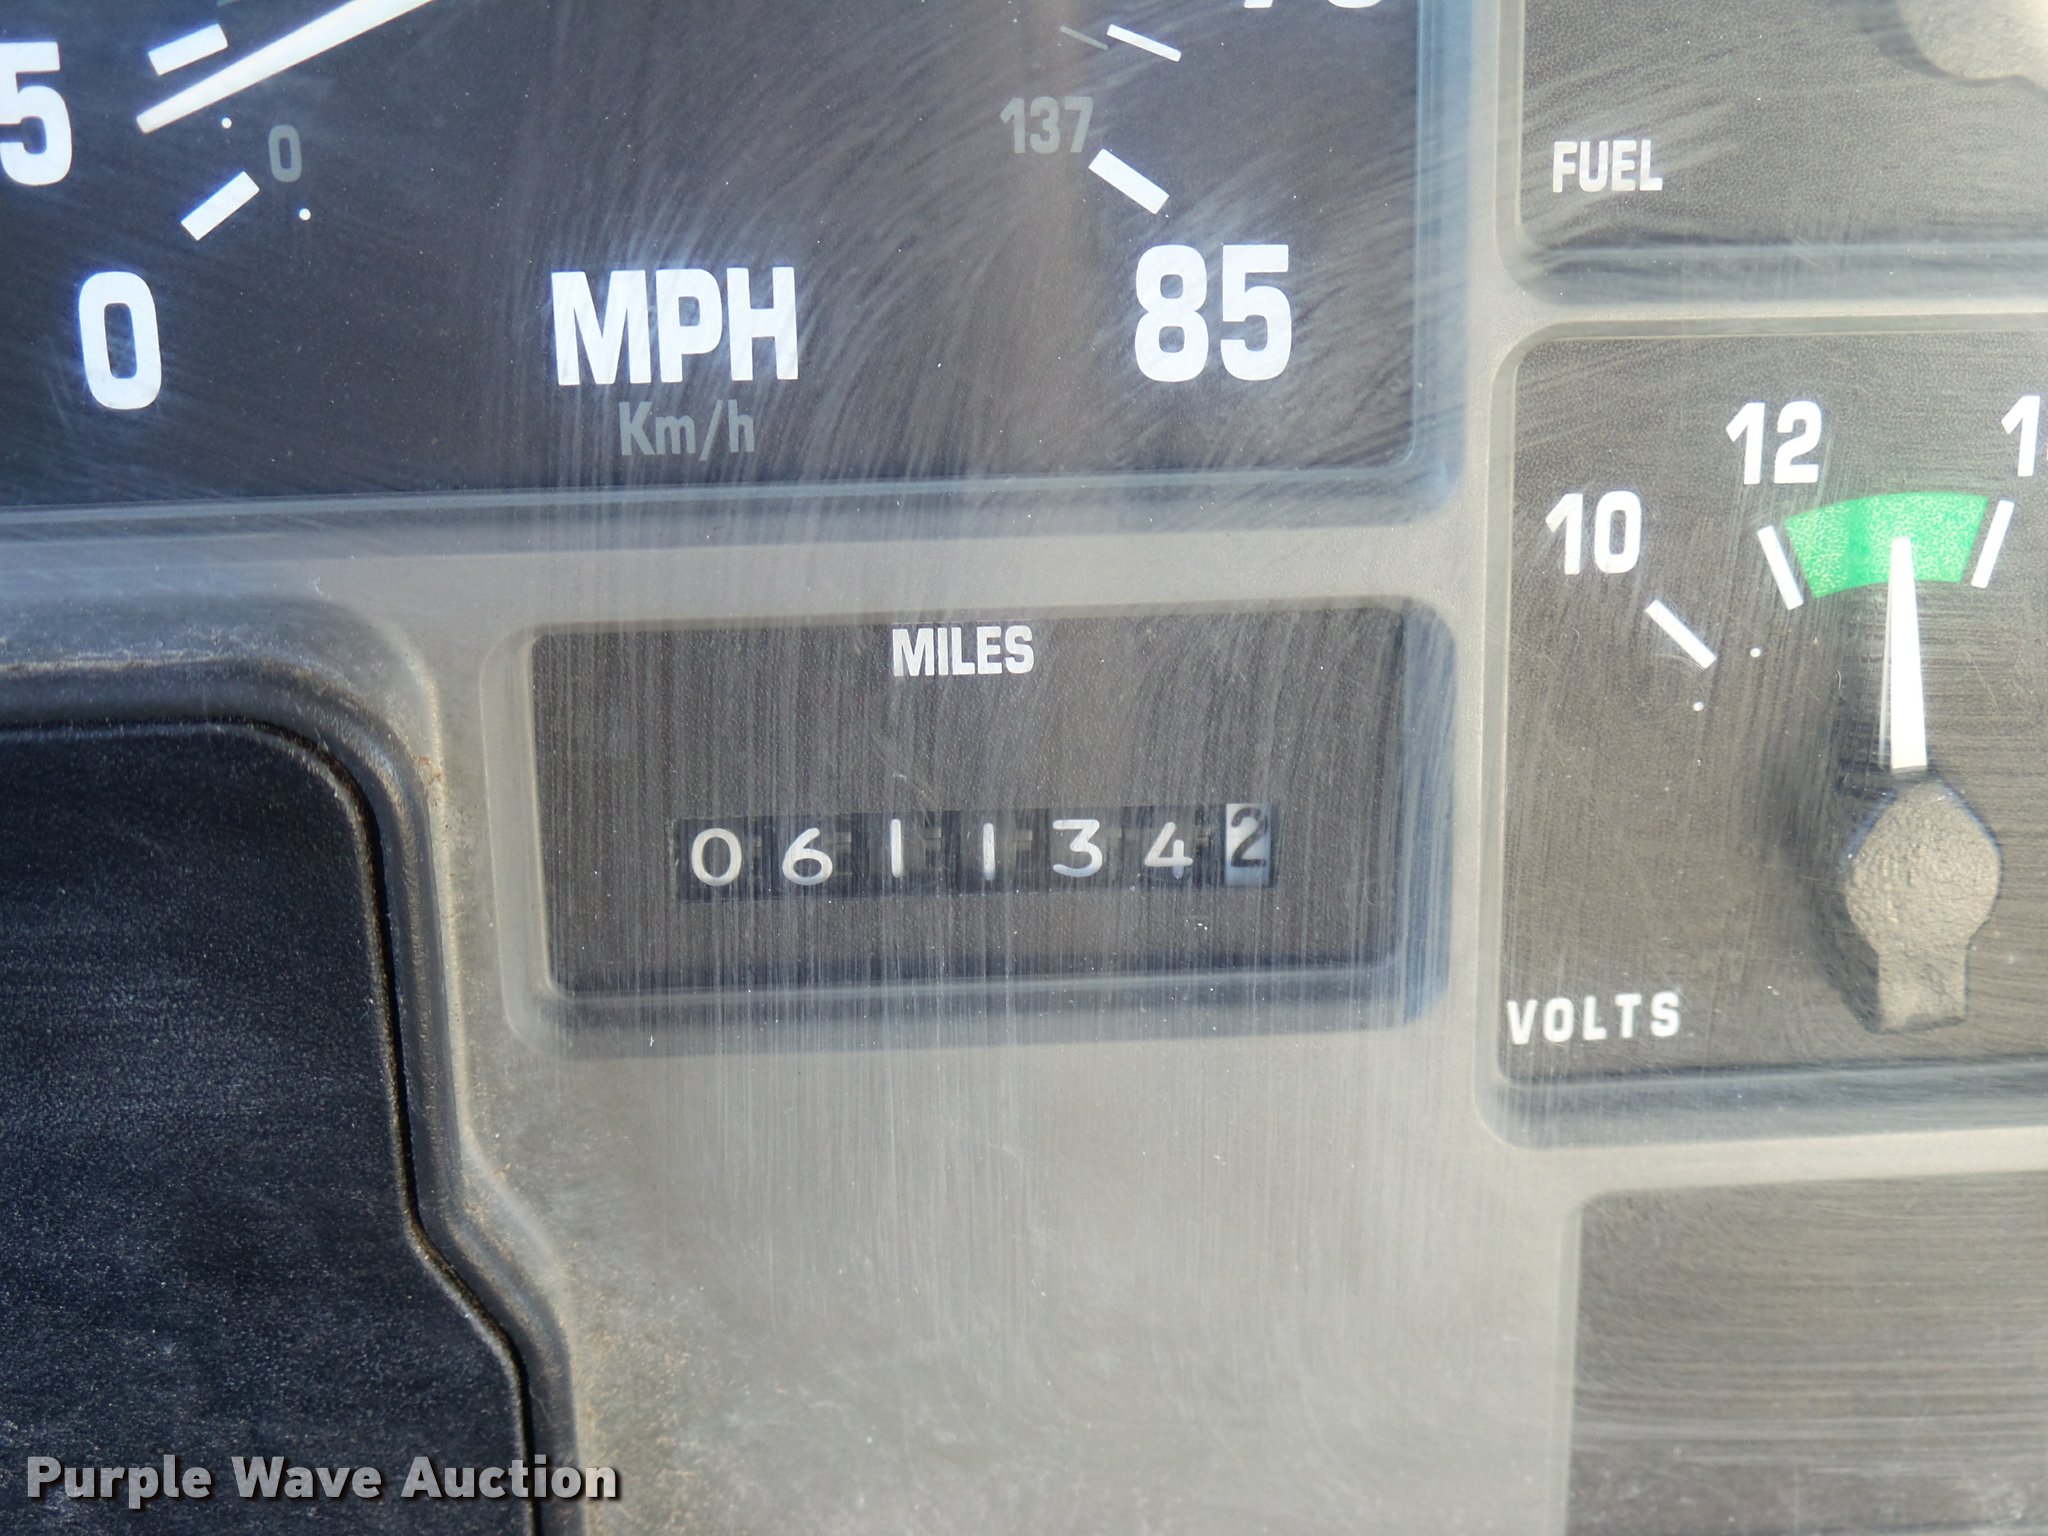 5
0
137
FUEL
0
MPH
85
Km/h
10
12
MILES
0611342
VOLTS
Purple Wave Auction